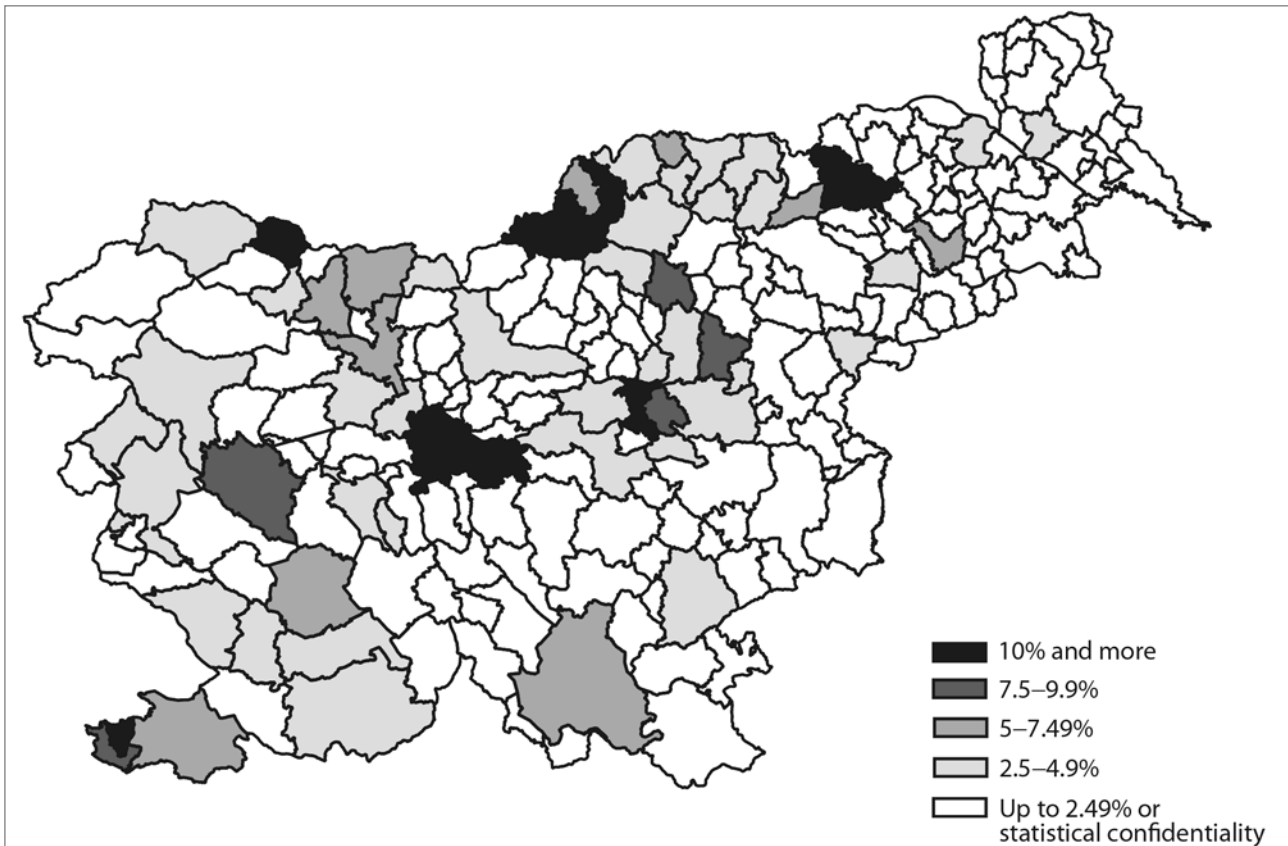 10% and more
7.5–9.9%
5–7.49%
2.5–4.9%
Up to 2.49% or
statistical confidentiality